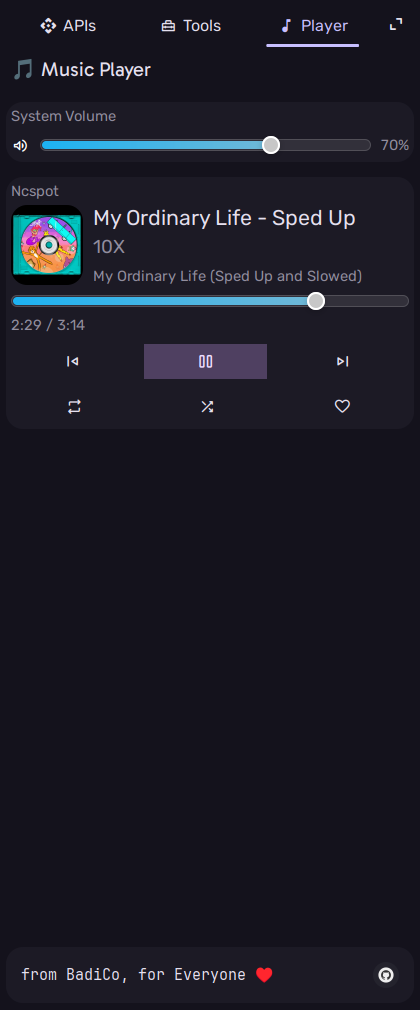 APIs
Tools
Player
🎵 Music Player
System Volume
70%
Ncspot
My Ordinary Life - Sped Up
10X
My Ordinary Life (Sped Up and Slowed)
2:29 / 3:14
from BadiCo, for Everyone ❤️